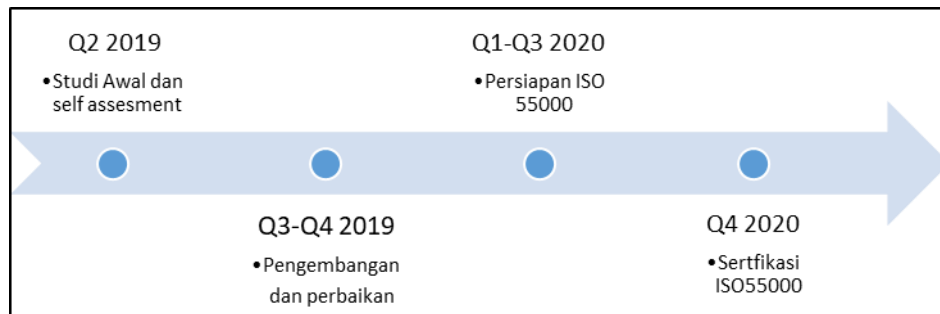 Q2 2019
•Studi Awal dan
self assesment
Q3-Q4 2019
•Pengembangan
dan perbaikan
Q1-Q3 2020
•Persiapan ISO
55000
Q4 2020
•Sertfikasi
ISO55000